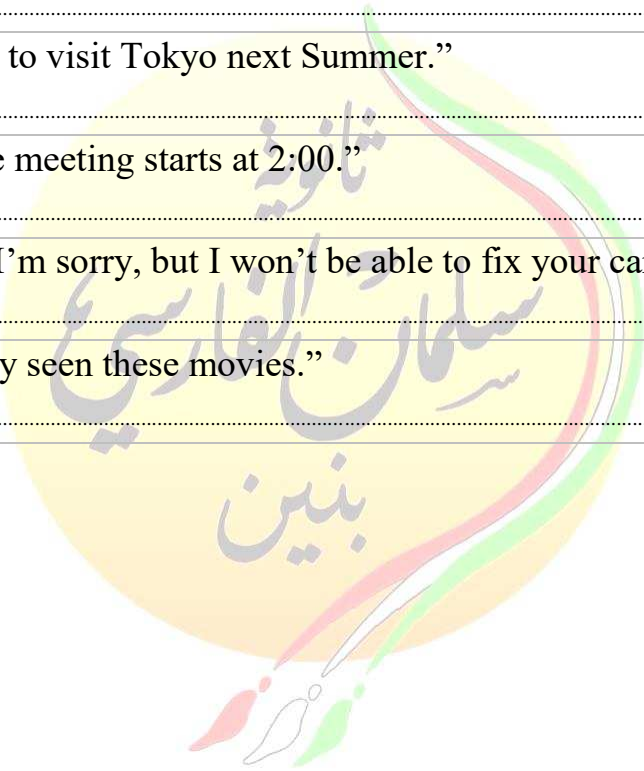 to visit Tokyo next Summer.”
meeting starts at 2:00.”
I’m sorry, but I won’t be able to fix your
seen these movies.”
ثانوية
سلمان الفارسي
بنين